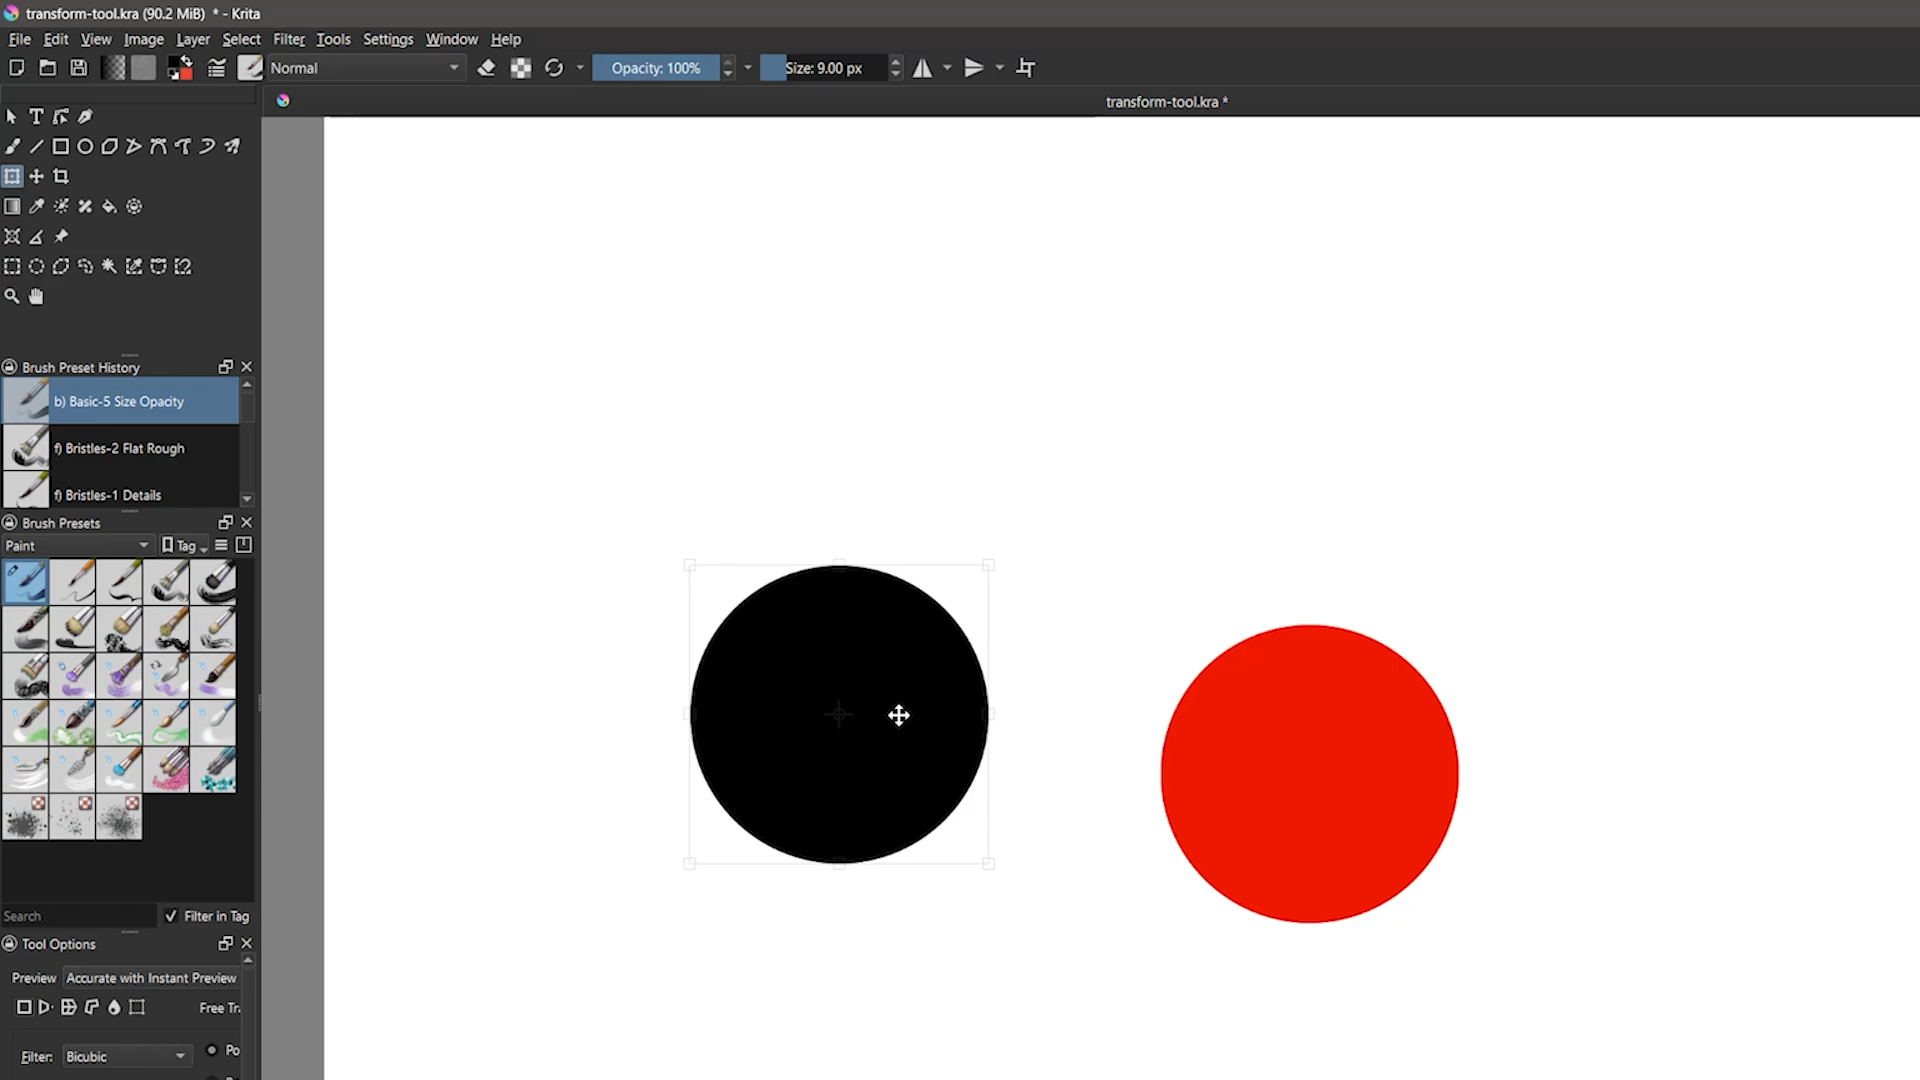 transform-tool.kra (90.2 MiB) * - Krita
File Edit View Image Layer Select Filter Tools Settings Window Help
Normal Opacity: 100% Size: 9.00 px
transform-tool.kra *
Brush Preset History
b) Basic-5 Size Opacity
f) Bristles-2 Flat Rough
f) Bristles-1 Details
Brush Presets
Paint Tag
Search Filter in Tag
Tool Options
Preview Accurate with Instant Preview
Free Tr
Filter: Bicubic Po